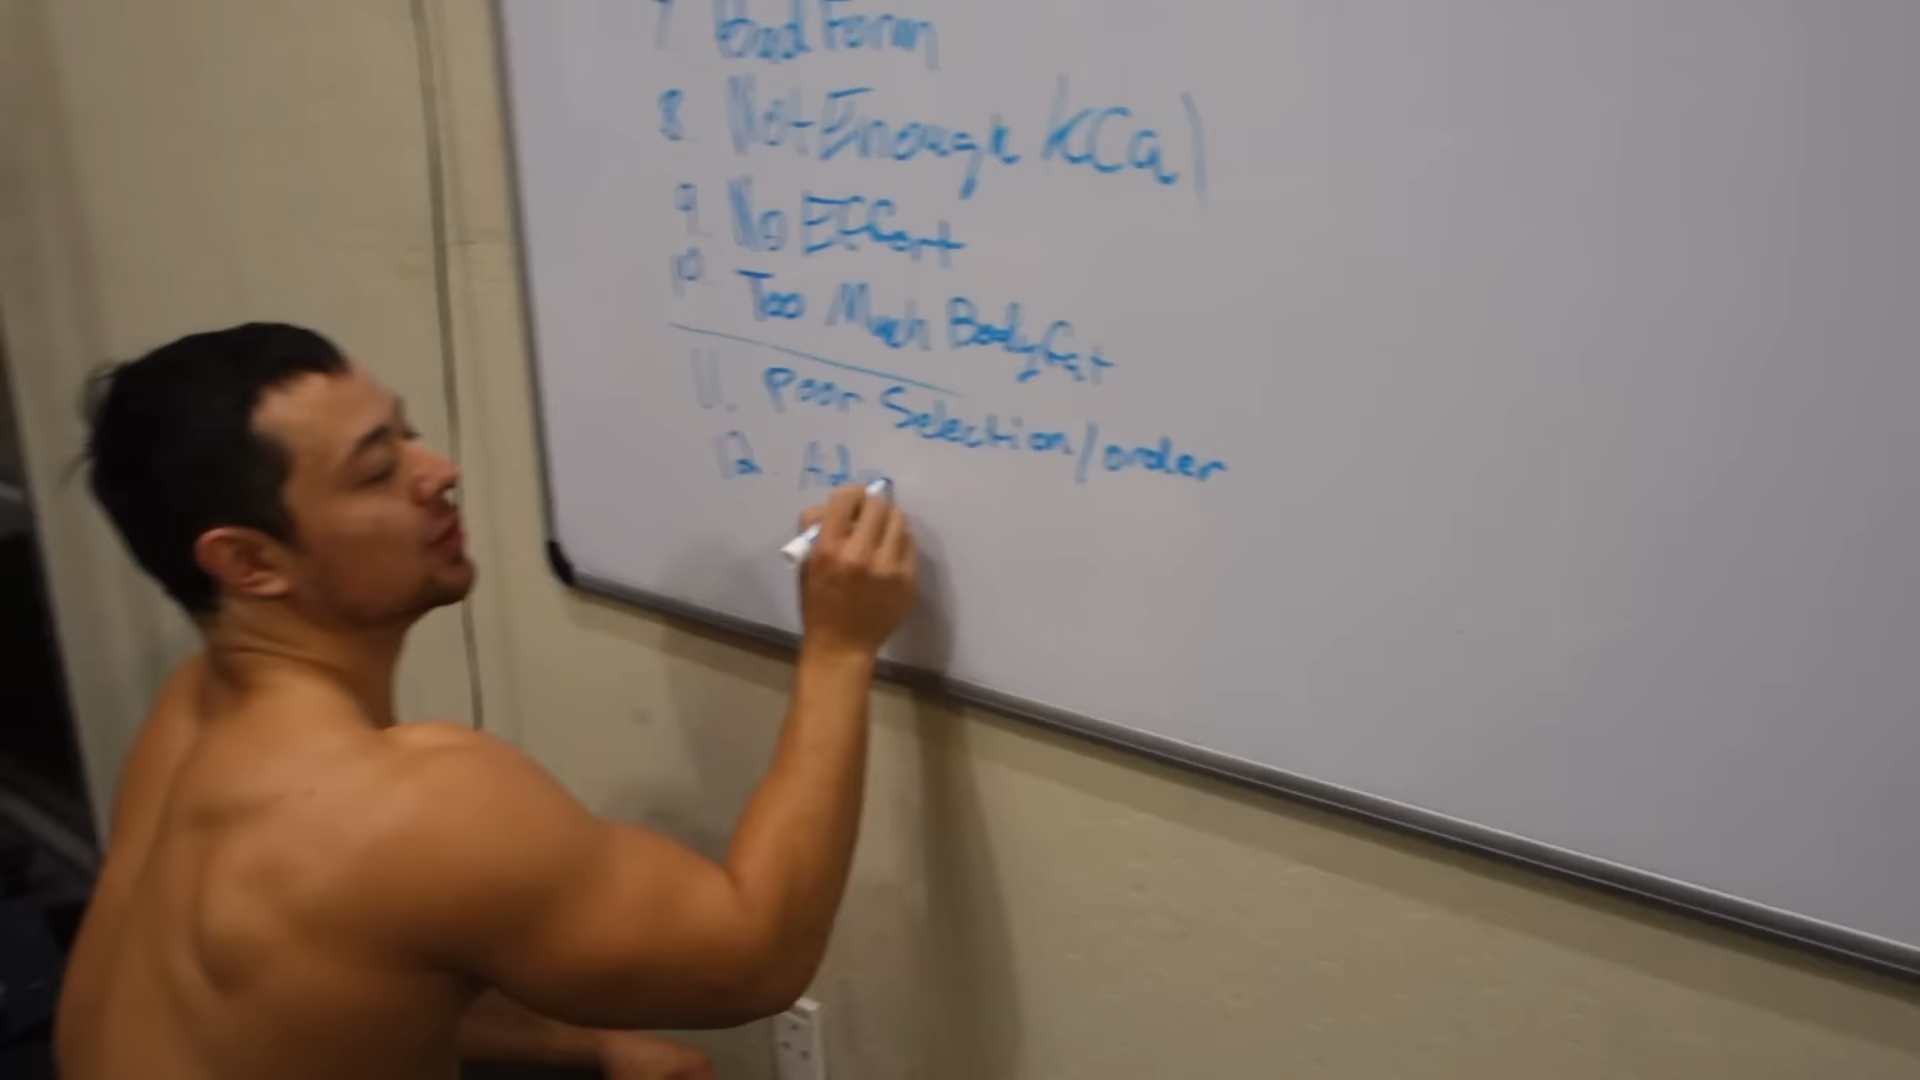 7. Bad Form
8. Not Enough KCal
9. No Effort
10. Too Much Bodyfat
11. Poor Selection/order
12. Ad